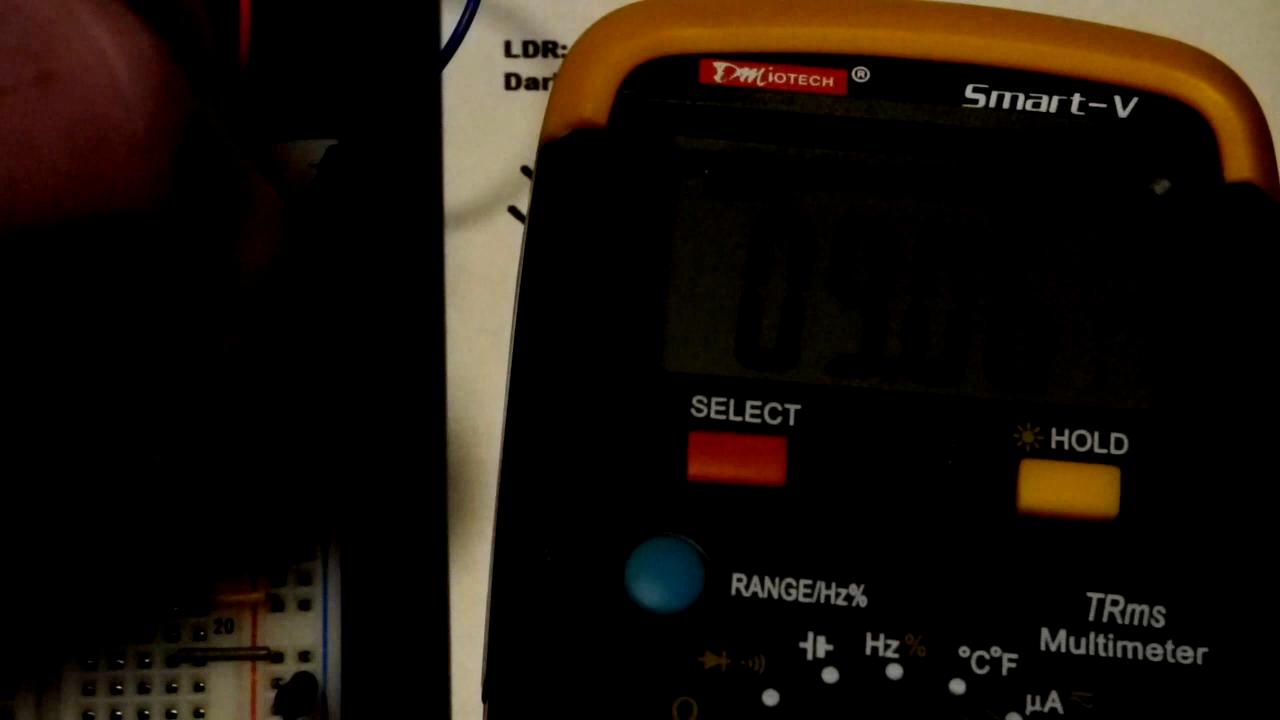 LDR:
DMiOTECH ®
Smart-V
SELECT
HOLD
RANGE/Hz%
TRms
Multimeter
Hz %
°C°F
µA
Ω
20